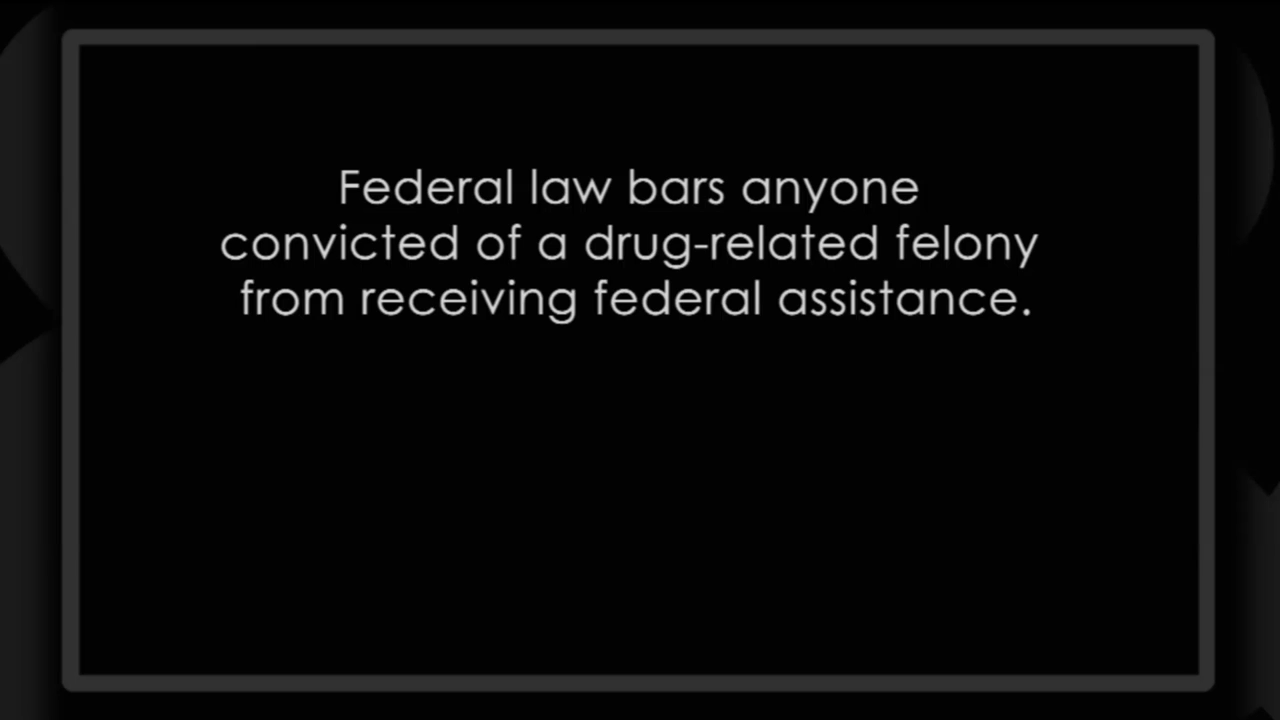 Federal law bars anyone
convicted of a drug-related felony
from receiving federal assistance.